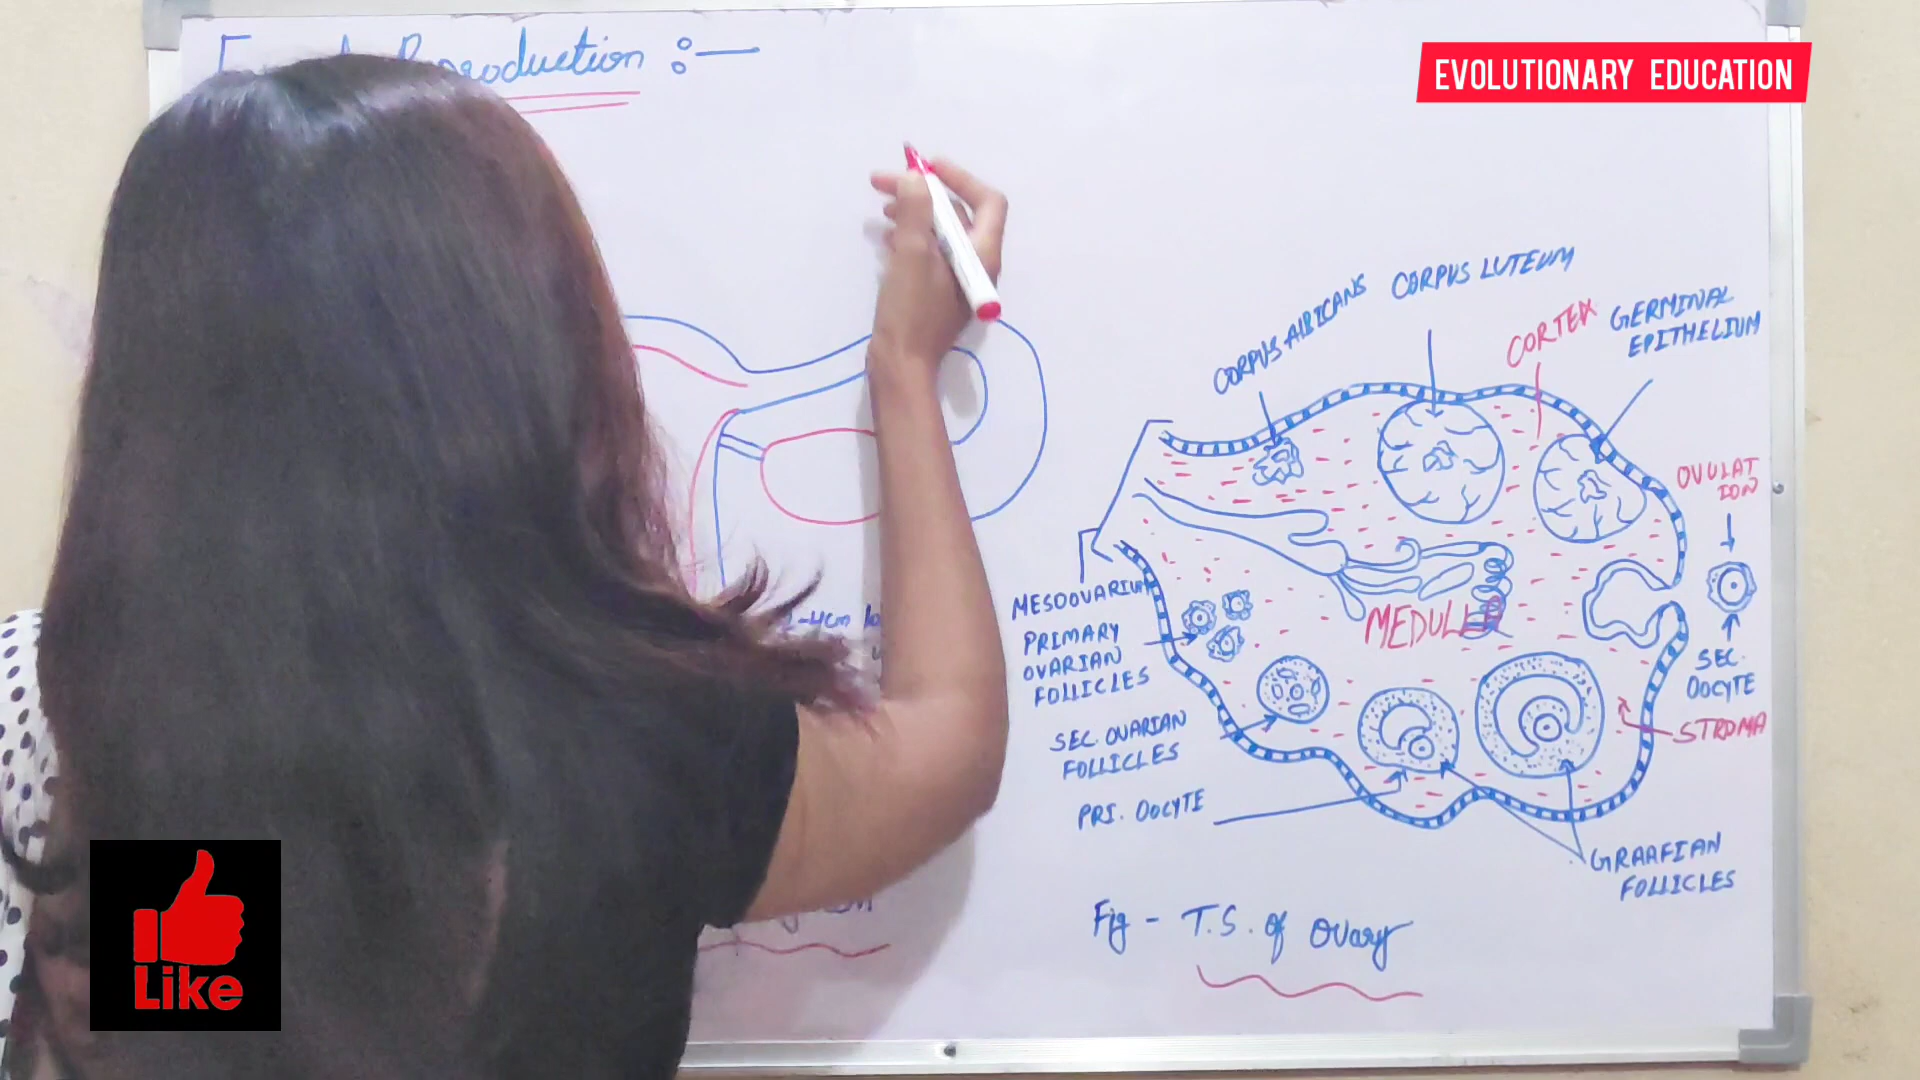 Reproduction :—
EVOLUTIONARY EDUCATION
CORPUS ALBICANS
CORPUS LUTEUM
CORTEX
GERMINAL
EPITHELIUM
OVULAT
ION
MESOOVARIUM
PRIMARY
OVARIAN
FOLLICLES
MEDULLA
SEC.
OOCYTE
STROMA
SEC. OVARIAN
FOLLICLES
PRI. OOCYTE
GRAAFIAN
FOLLICLES
Fig - T.S. of Ovary
Like